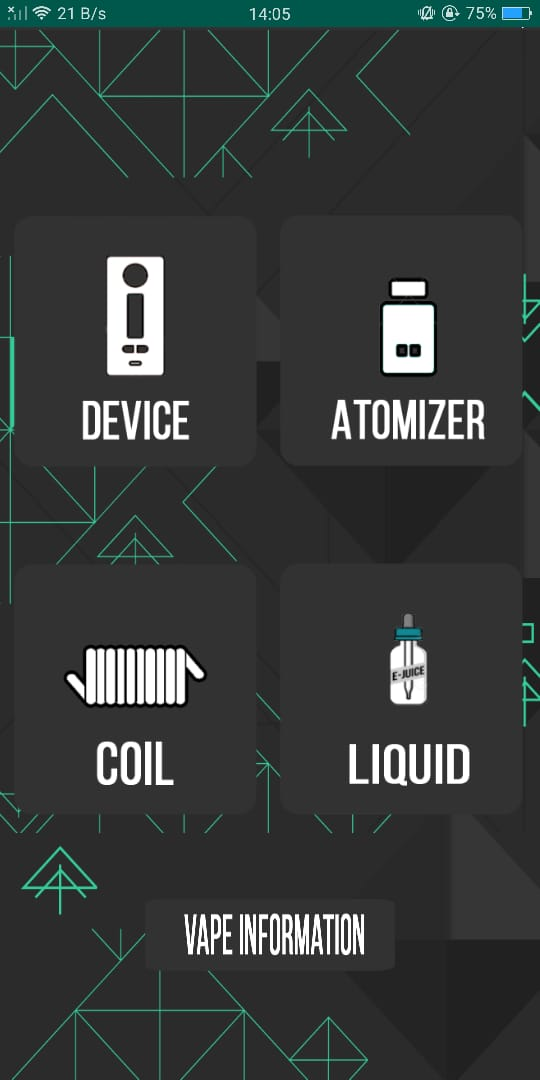 21 B/s 14:05 75%
DEVICE
ATOMIZER
E-JUICE
COIL
LIQUID
VAPE INFORMATION